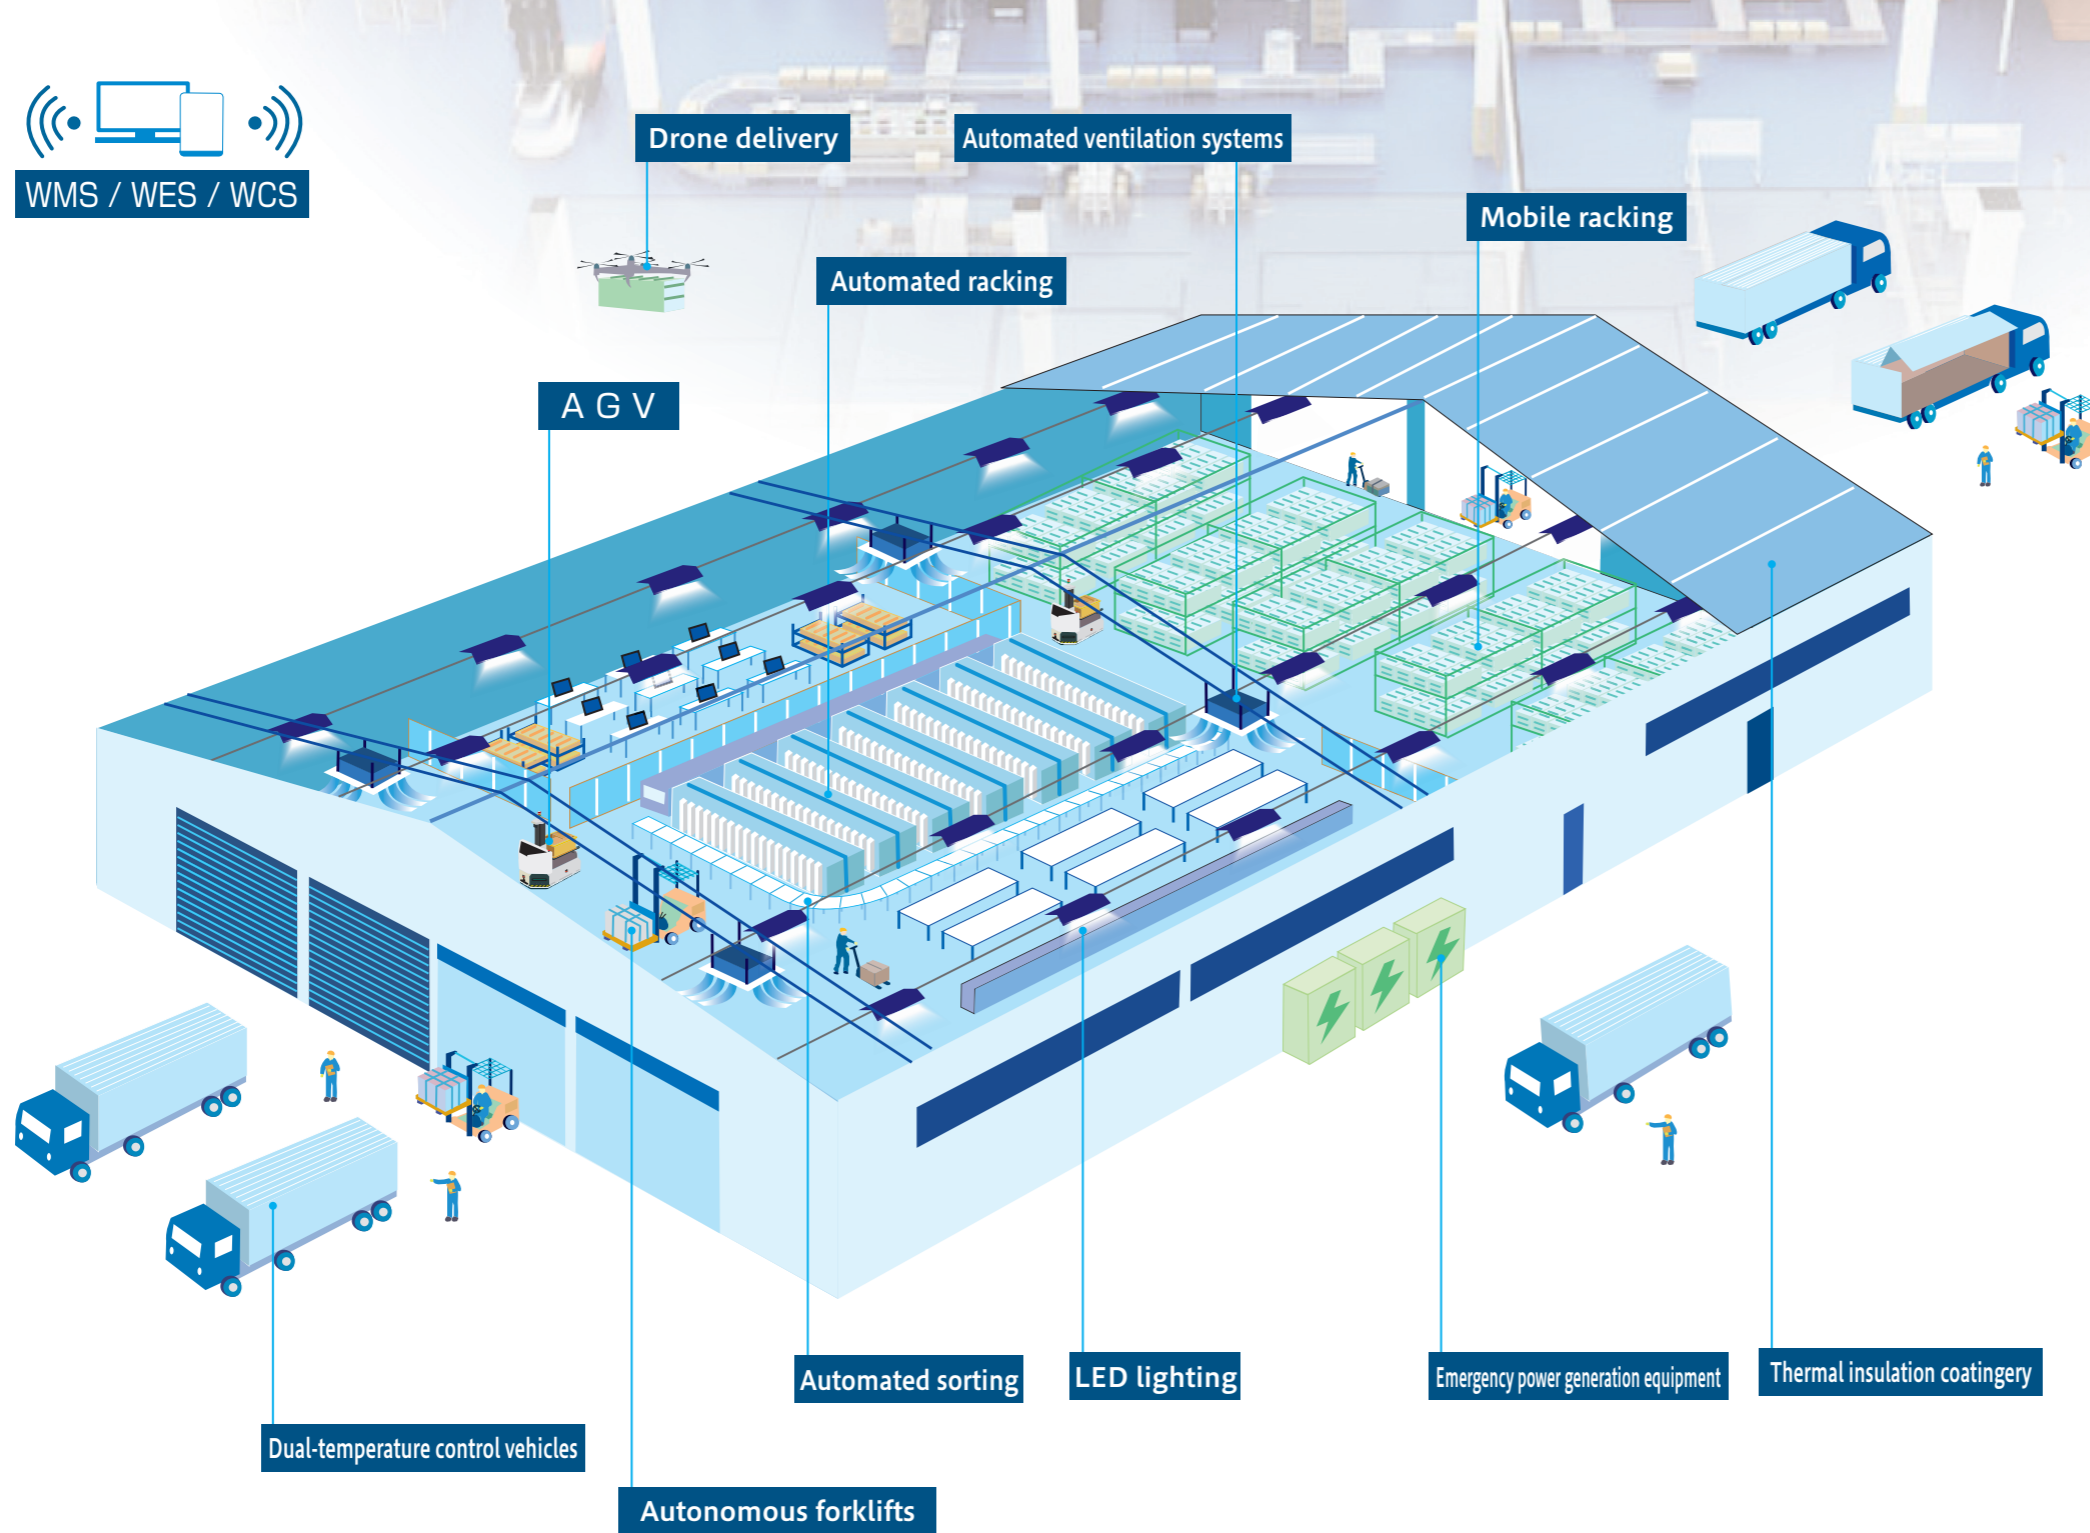 Drone delivery
Automated ventilation systems
WMS / WES / WCS
Mobile racking
Automated racking
A G V
Automated sorting
LED lighting
Emergency power generation equipment
Thermal insulation coatingery
Dual-temperature control vehicles
Autonomous forklifts